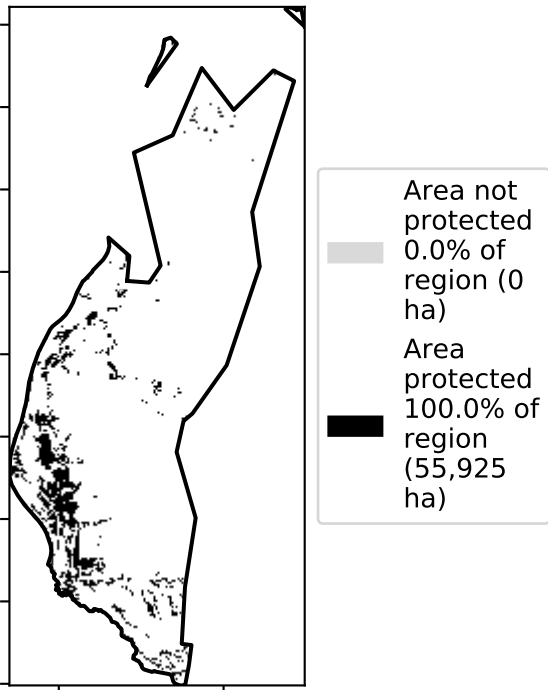 Area not
protected
0.0% of
region (0
ha)
Area
protected
100.0% of
region
(55,925
ha)